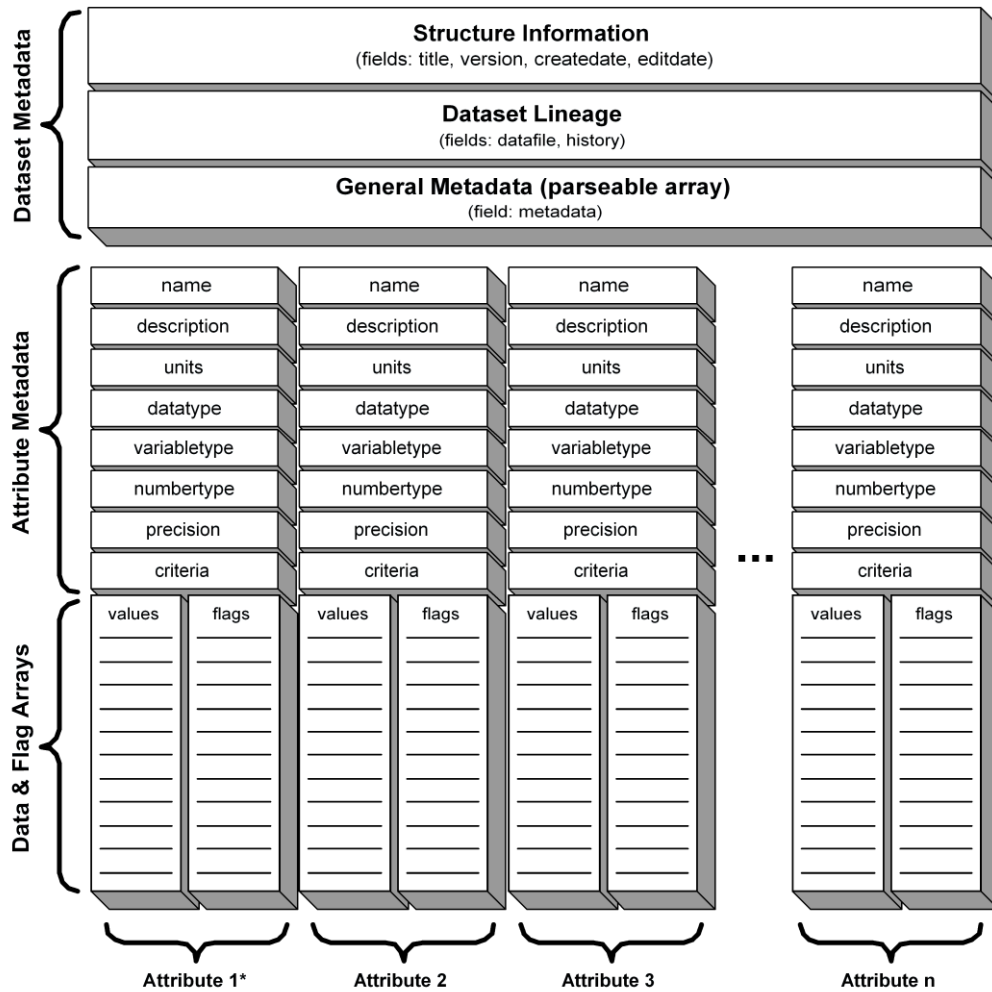 Dataset Metadata
Structure Information
(fields: title, version, createdate, editdate)
Dataset Lineage
(fields: datafile, history)
General Metadata (parseable array)
(field: metadata)
Attribute Metadata
name name name name
description description description description
units units units units
datatype datatype datatype datatype
variabletype variabletype variabletype variabletype
numbertype numbertype numbertype numbertype
precision precision precision precision
...
criteria criteria criteria criteria
Data & Flag Arrays
values flags values flags values flags values flags
Attribute 1* Attribute 2 Attribute 3 Attribute n